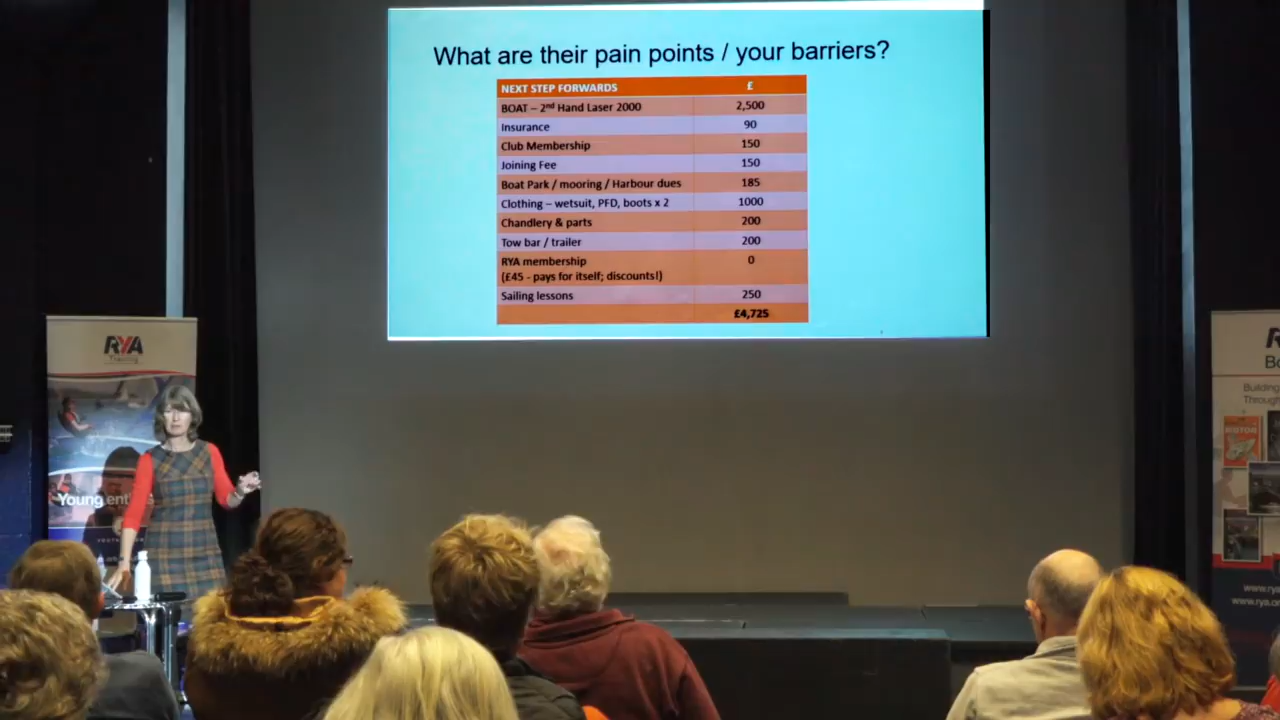 What are their pain points / your barriers?
NEXT STEP FORWARDS £
BOAT – 2nd Hand Laser 2000 2,500
Insurance 90
Club Membership 150
Joining Fee 150
Boat Park / mooring / Harbour dues 185
Clothing – wetsuit, PFD, boots x 2 1000
Chandlery & parts 200
Tow bar / trailer 200
RYA membership 0
(£45 - pays for itself; discounts!)
Sailing lessons 250
£4,725
RYA
Training
Young
Building
Through